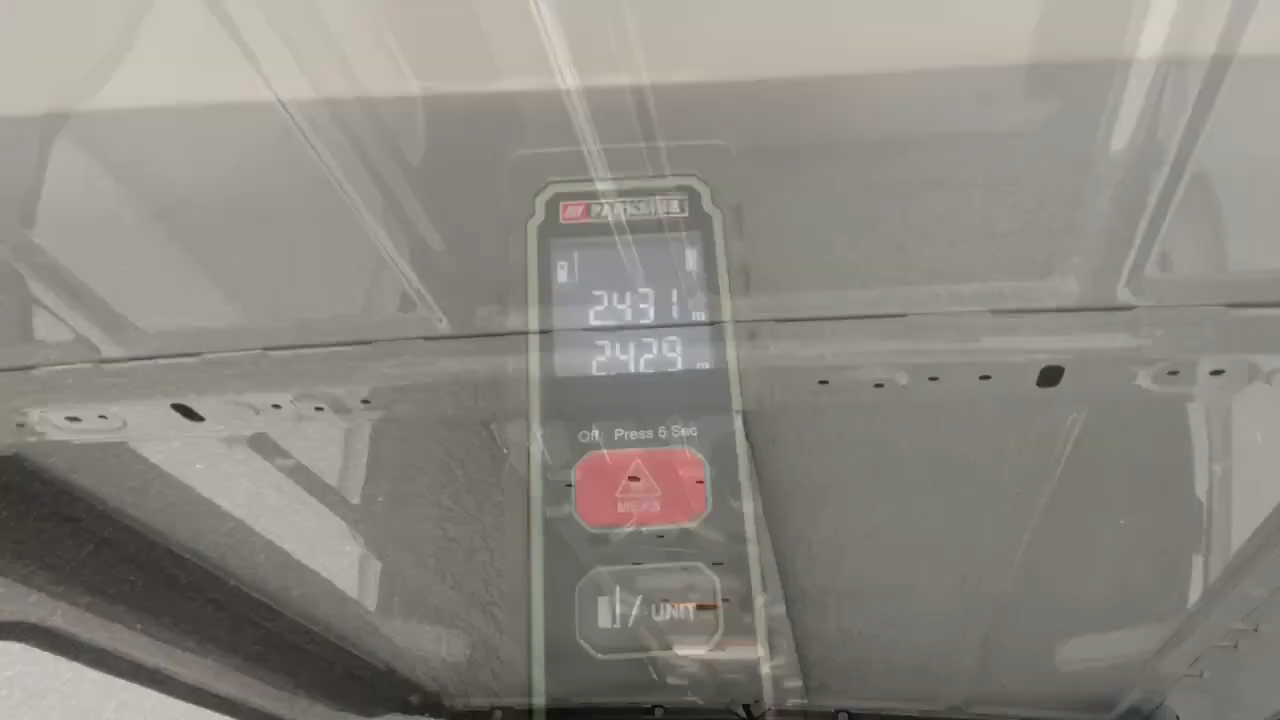 PARKSIDE
2.431 m
2.429 m
Off Press 5 Sec
MEAS
/ UNIT